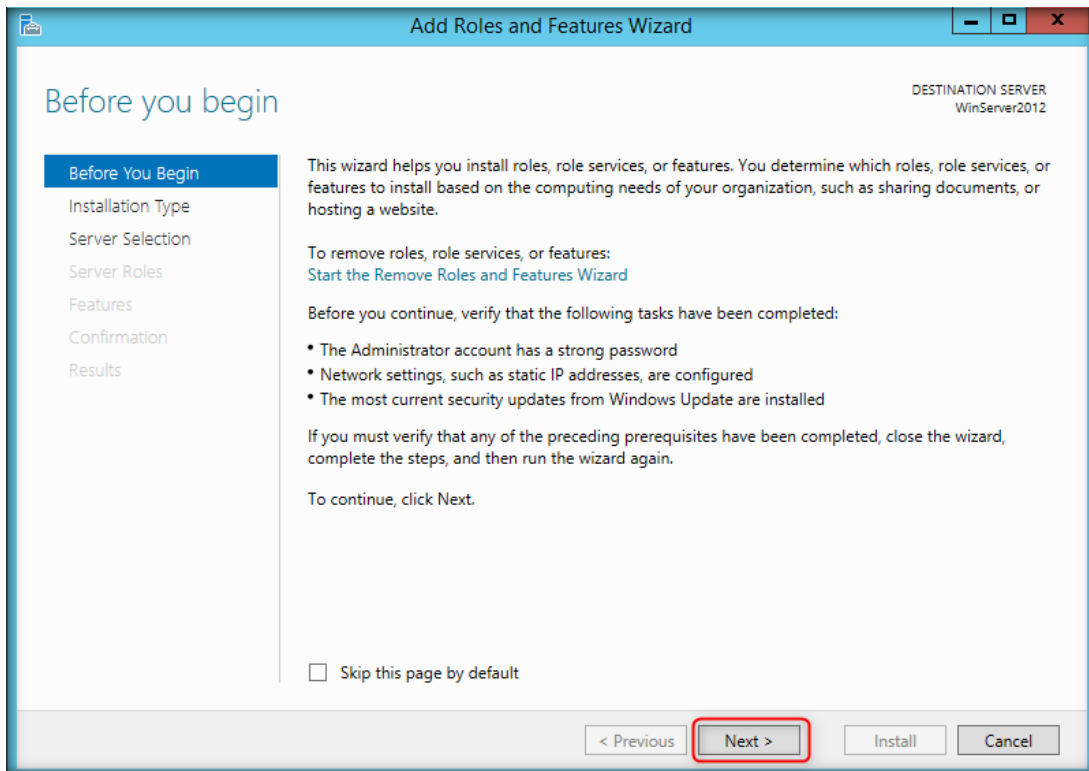 Add Roles and Features Wizard
Before you begin
DESTINATION SERVER
WinServer2012
Before You Begin
Installation Type
Server Selection
Server Roles
Features
Confirmation
Results
This wizard helps you install roles, role services, or features. You determine which roles, role services, or
features to install based on the computing needs of your organization, such as sharing documents, or
hosting a website.
To remove roles, role services, or features:
Start the Remove Roles and Features Wizard
Before you continue, verify that the following tasks have been completed:
• The Administrator account has a strong password
• Network settings, such as static IP addresses, are configured
• The most current security updates from Windows Update are installed
If you must verify that any of the preceding prerequisites have been completed, close the wizard,
complete the steps, and then run the wizard again.
To continue, click Next.
Skip this page by default
< Previous
Next >
Install
Cancel